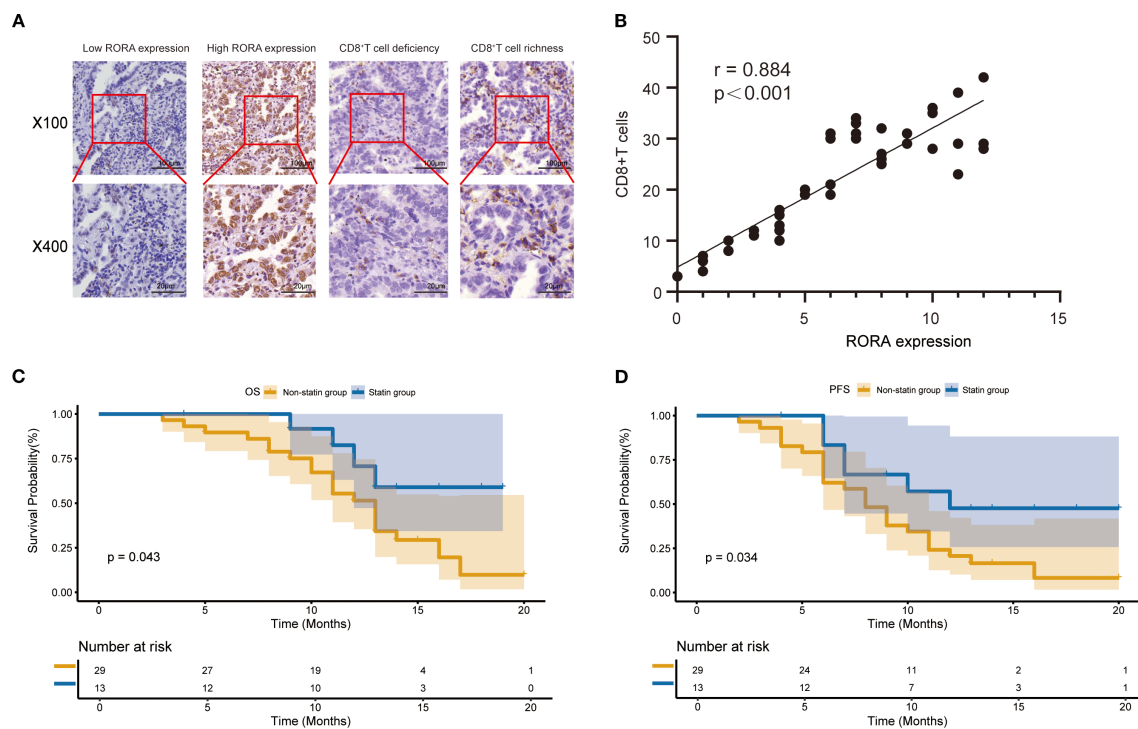 A
Low RORA expression
High RORA expression
CD8⁺T cell deficiency
CD8⁺T cell richness
X100
100μm
100μm
100μm
100μm
X400
20μm
20μm
20μm
20μm
B
r = 0.884
p<0.001
CD8+T cells
50
40
30
20
10
0
0 5 10 15
RORA expression
C
OS Non-statin group Statin group
Survival Probability(%)
1.00
0.75
0.50
0.25
0.00
p = 0.043
0 5 10 15 20
Time (Months)
Number at risk
29 27 19 4 1
13 12 10 3 0
0 5 10 15 20
Time (Months)
D
PFS Non-statin group Statin group
Survival Probability(%)
1.00
0.75
0.50
0.25
0.00
p = 0.034
0 5 10 15 20
Time (Months)
Number at risk
29 24 11 2 1
13 12 7 3 1
0 5 10 15 20
Time (Months)